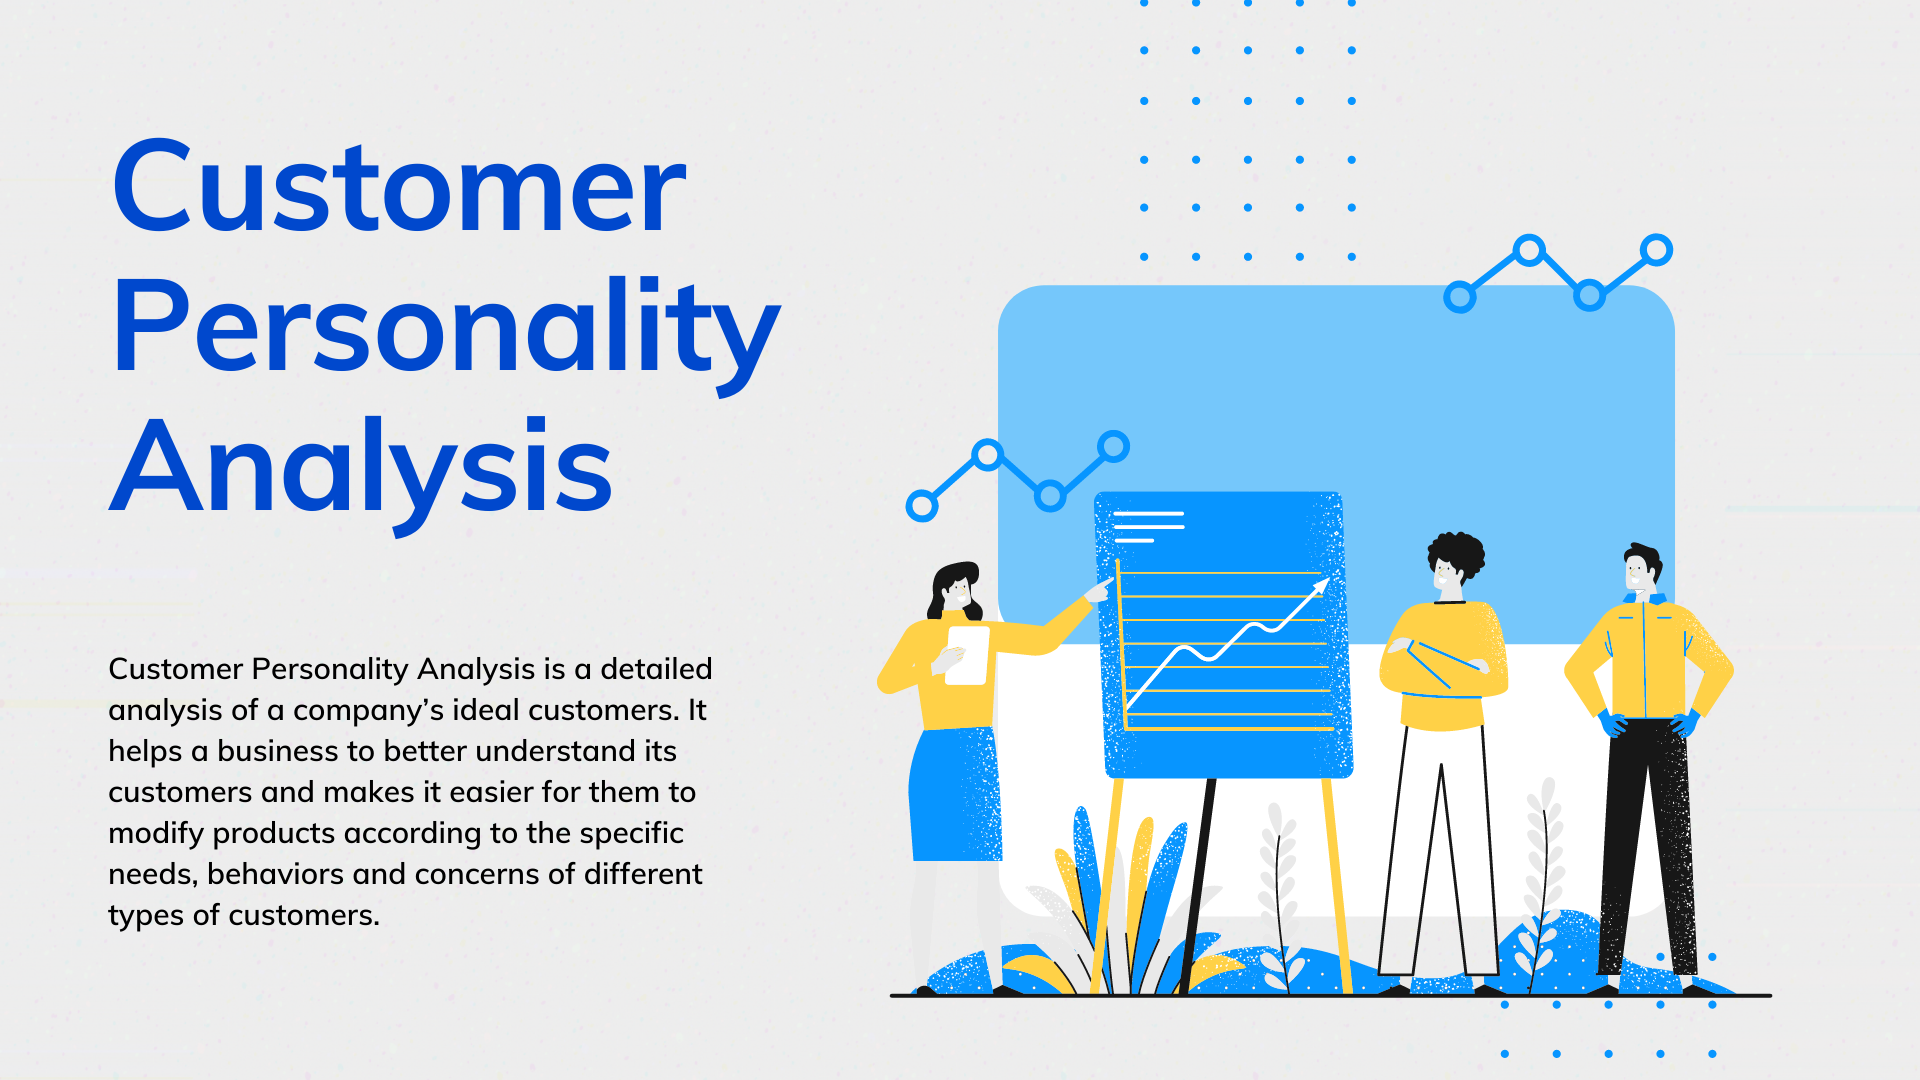 Customer
Personality
Analysis
Customer Personality Analysis is a detailed
analysis of a company’s ideal customers. It
helps a business to better understand its
customers and makes it easier for them to
modify products according to the specific
needs, behaviors and concerns of different
types of customers.